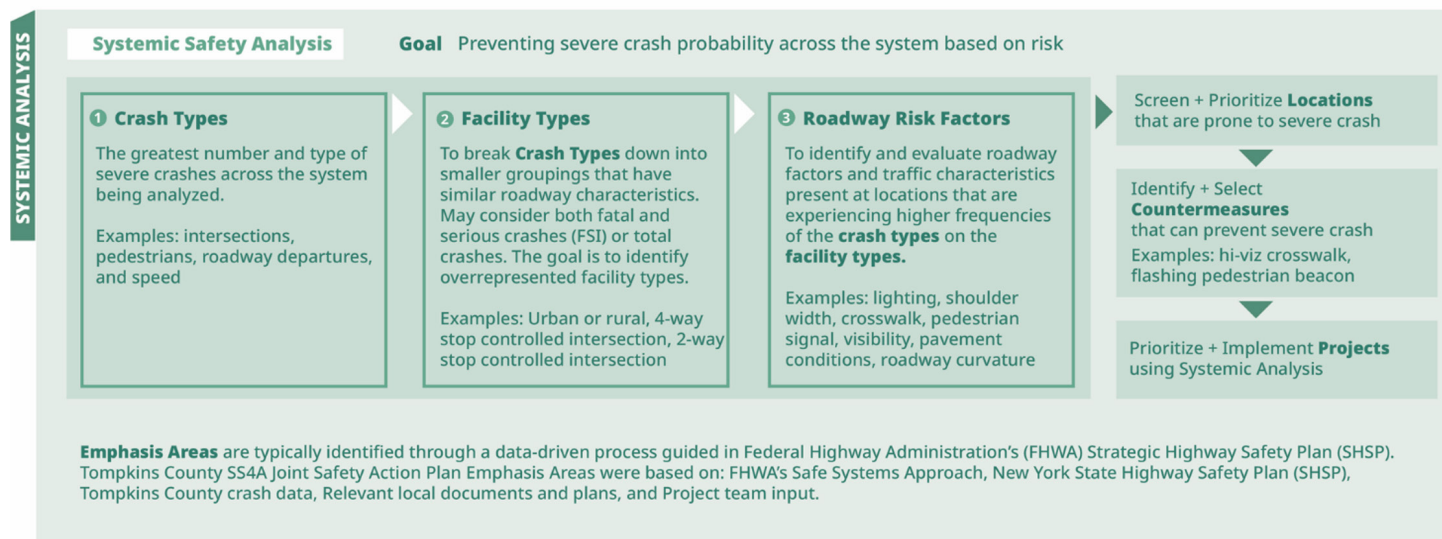 SYSTEMIC ANALYSIS
Systemic Safety Analysis
Goal Preventing severe crash probability across the system based on risk
1 Crash Types
The greatest number and type of
severe crashes across the system
being analyzed.
Examples: intersections,
pedestrians, roadway departures,
and speed
2 Facility Types
To break Crash Types down into
smaller groupings that have
similar roadway characteristics.
May consider both fatal and
serious crashes (FSI) or total
crashes. The goal is to identify
overrepresented facility types.
Examples: Urban or rural, 4-way
stop controlled intersection, 2-way
stop controlled intersection
3 Roadway Risk Factors
To identify and evaluate roadway
factors and traffic characteristics
present at locations that are
experiencing higher frequencies
of the crash types on the
facility types.
Examples: lighting, shoulder
width, crosswalk, pedestrian
signal, visibility, pavement
conditions, roadway curvature
Screen + Prioritize Locations
that are prone to severe crash
Identify + Select
Countermeasures
that can prevent severe crash
Examples: hi-viz crosswalk,
flashing pedestrian beacon
Prioritize + Implement Projects
using Systemic Analysis
Emphasis Areas are typically identified through a data-driven process guided in Federal Highway Administration's (FHWA) Strategic Highway Safety Plan (SHSP).
Tompkins County SS4A Joint Safety Action Plan Emphasis Areas were based on: FHWA's Safe Systems Approach, New York State Highway Safety Plan (SHSP),
Tompkins County crash data, Relevant local documents and plans, and Project team input.